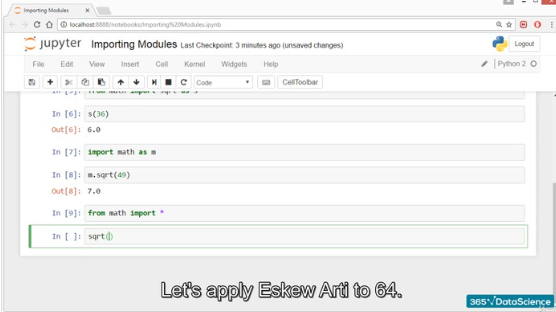 Importing Modules
localhost:8888/notebooks/Importing%20Modules.ipynb
jupyter Importing Modules Last Checkpoint: 3 minutes ago (unsaved changes)
Logout
File Edit View Insert Cell Kernel Widgets Help
Python 2
Code
CellToolbar
from math import sqrt as s
In [6]: s(36)
Out[6]: 6.0
In [7]: import math as m
In [8]: m.sqrt(49)
Out[8]: 7.0
In [9]: from math import *
In [ ]: sqrt()
Let's apply Eskew Arti to 64.
365√DataScience